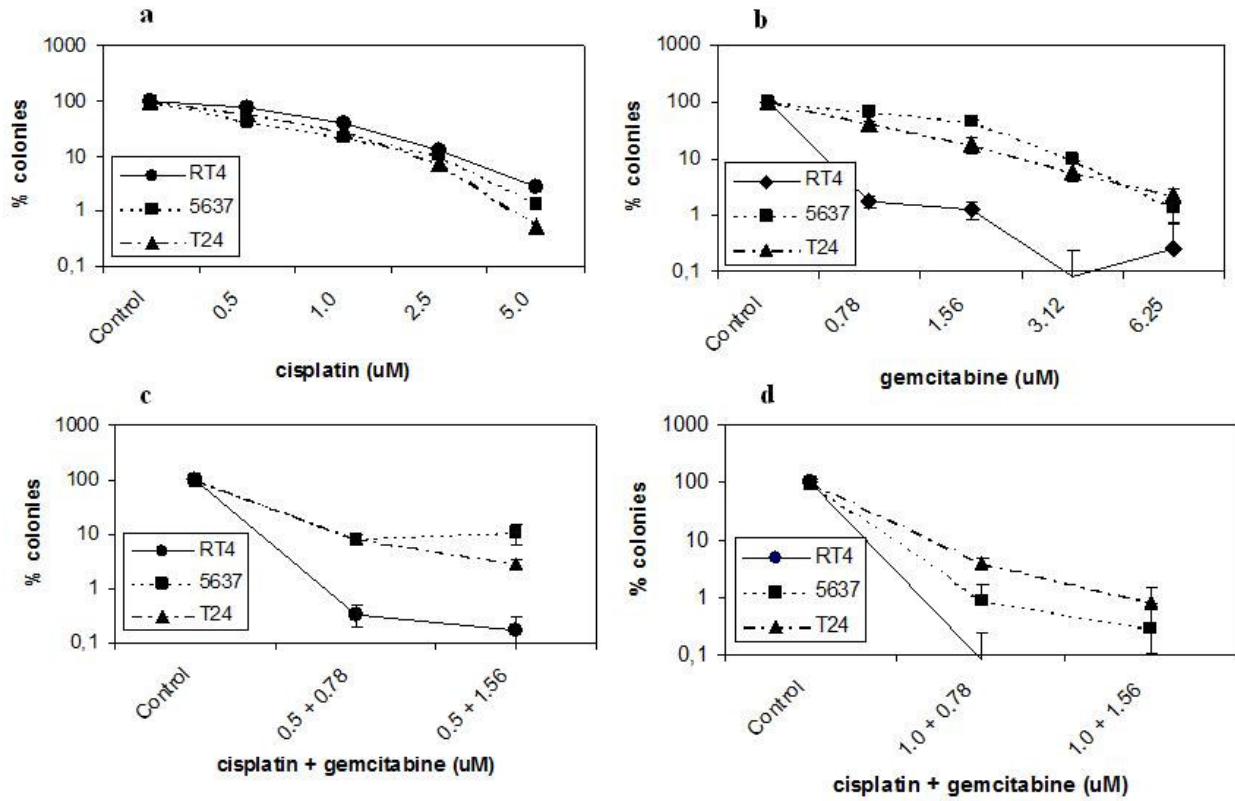 a
1000
100
10
1
0,1
% colonies
RT4
5637
T24
Control
0.5
1.0
2.5
5.0
cisplatin (uM)
b
1000
100
10
1
0,1
% colonies
RT4
5637
T24
Control
0.78
1.56
3.12
6.25
gemcitabine (uM)
c
1000
100
10
1
0,1
% colonies
RT4
5637
T24
Control
0.5 + 0.78
0.5 + 1.56
cisplatin + gemcitabine (uM)
d
1000
100
10
1
0,1
% colonies
RT4
5637
T24
Control
1.0 + 0.78
1.0 + 1.56
cisplatin + gemcitabine (uM)